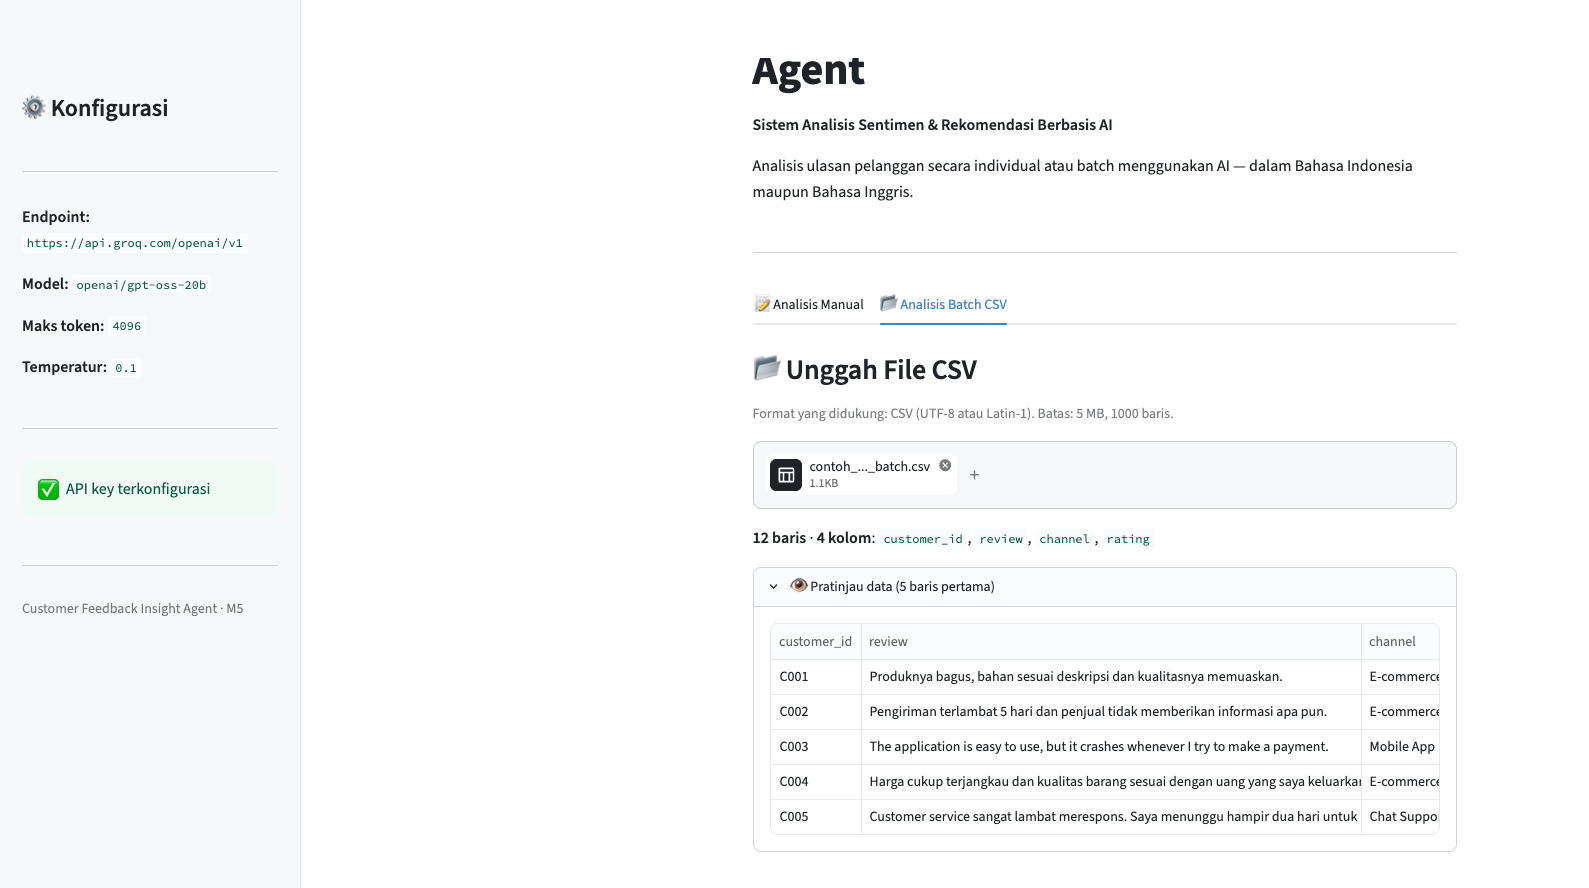 Konfigurasi
Endpoint:
https://api.groq.com/openai/v1
Model: openai/gpt-oss-20b
Maks token: 4096
Temperatur: 0.1
API key terkonfigurasi
Customer Feedback Insight Agent · M5
Agent
Sistem Analisis Sentimen & Rekomendasi Berbasis AI
Analisis ulasan pelanggan secara individual atau batch menggunakan AI — dalam Bahasa Indonesia
maupun Bahasa Inggris.
Analisis Manual Analisis Batch CSV
Unggah File CSV
Format yang didukung: CSV (UTF-8 atau Latin-1). Batas: 5 MB, 1000 baris.
contoh_..._batch.csv
1.1KB
12 baris · 4 kolom: customer_id , review , channel , rating
Pratinjau data (5 baris pertama)
customer_id review channel
C001 Produknya bagus, bahan sesuai deskripsi dan kualitasnya memuaskan. E-commerce
C002 Pengiriman terlambat 5 hari dan penjual tidak memberikan informasi apa pun. E-commerce
C003 The application is easy to use, but it crashes whenever I try to make a payment. Mobile App
C004 Harga cukup terjangkau dan kualitas barang sesuai dengan uang yang saya keluarkan E-commerce
C005 Customer service sangat lambat merespons. Saya menunggu hampir dua hari untuk Chat Suppo